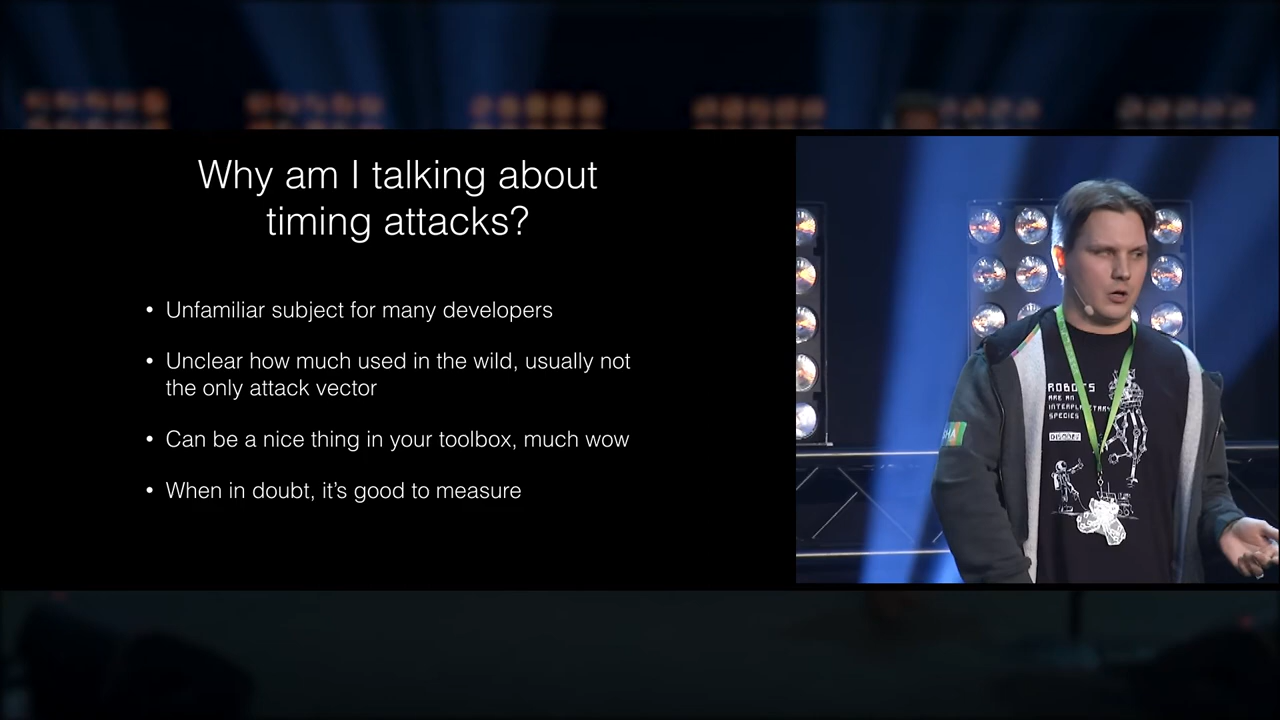 Why am I talking about
timing attacks?
• Unfamiliar subject for many developers
• Unclear how much used in the wild, usually not
the only attack vector
• Can be a nice thing in your toolbox, much wow
• When in doubt, it's good to measure
ROBOTS
ARE AN
INTERPLANETARY
SPECIES